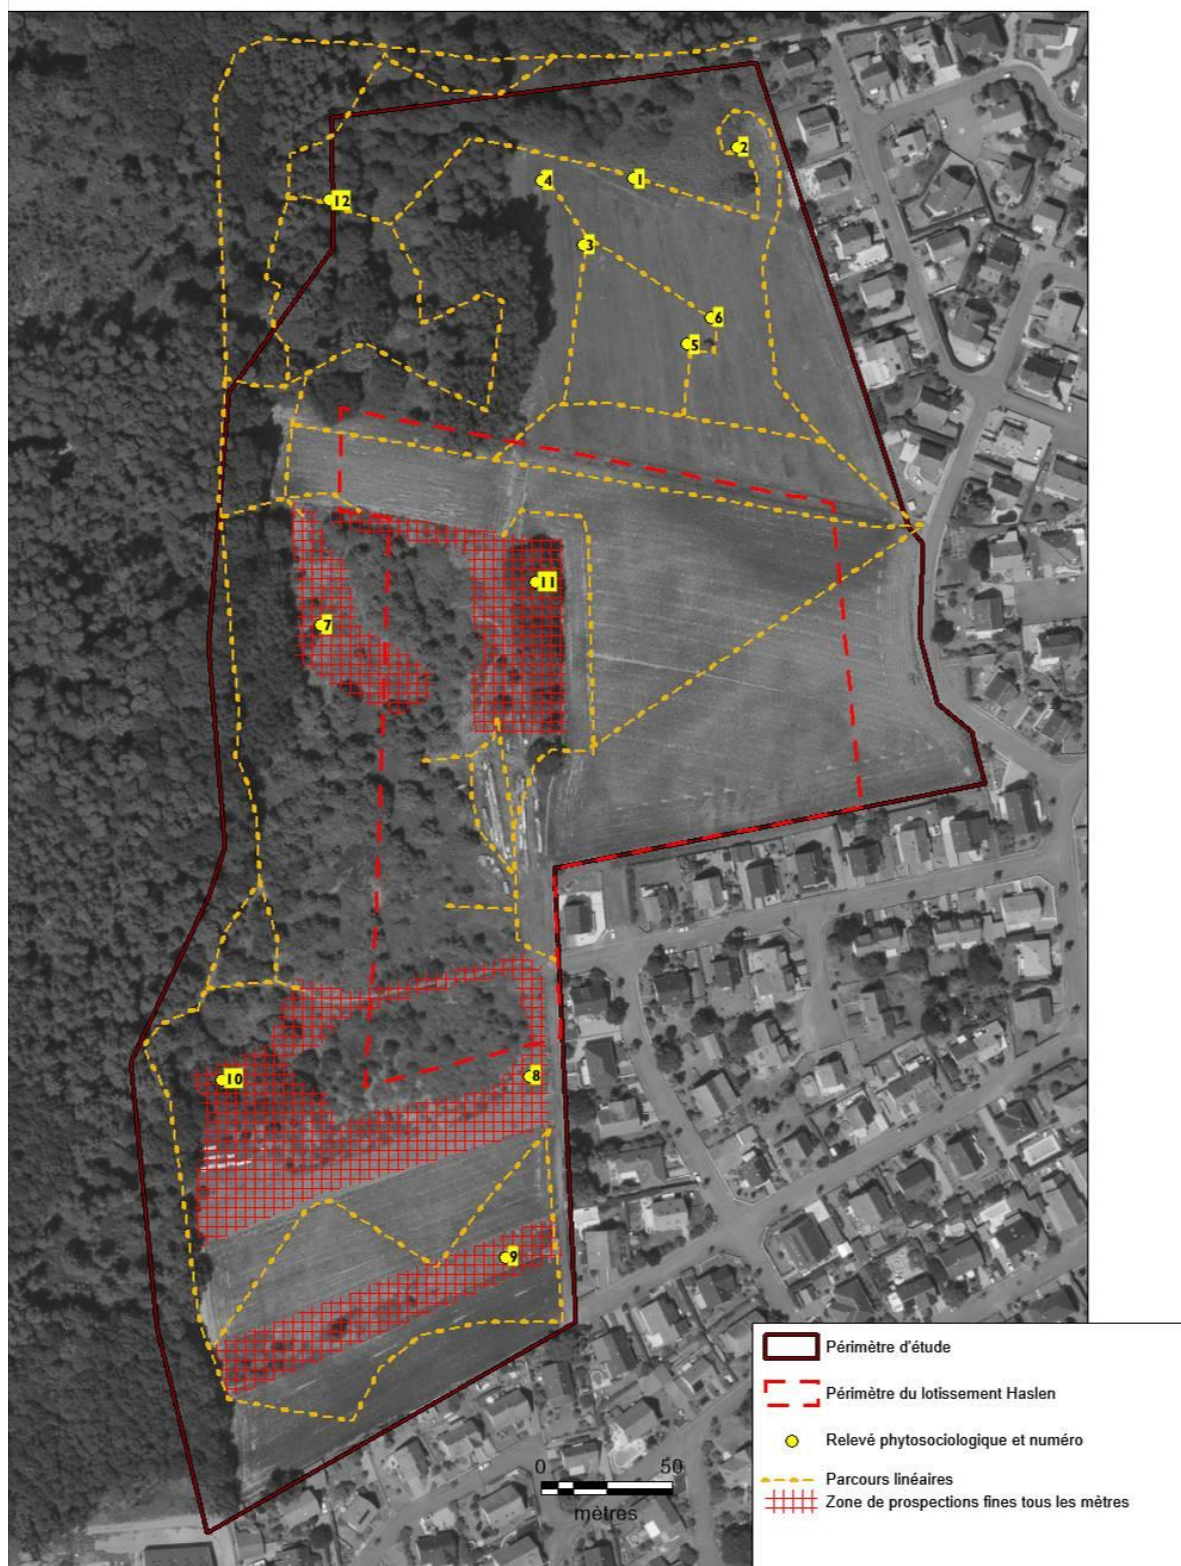 2
1
4
12
3
6
5
11
7
10
8
9
0 50
mètres
Périmètre d'étude
Périmètre du lotissement Haslen
Relevé phytosociologique et numéro
Parcours linéaires
Zone de prospections fines tous les mètres